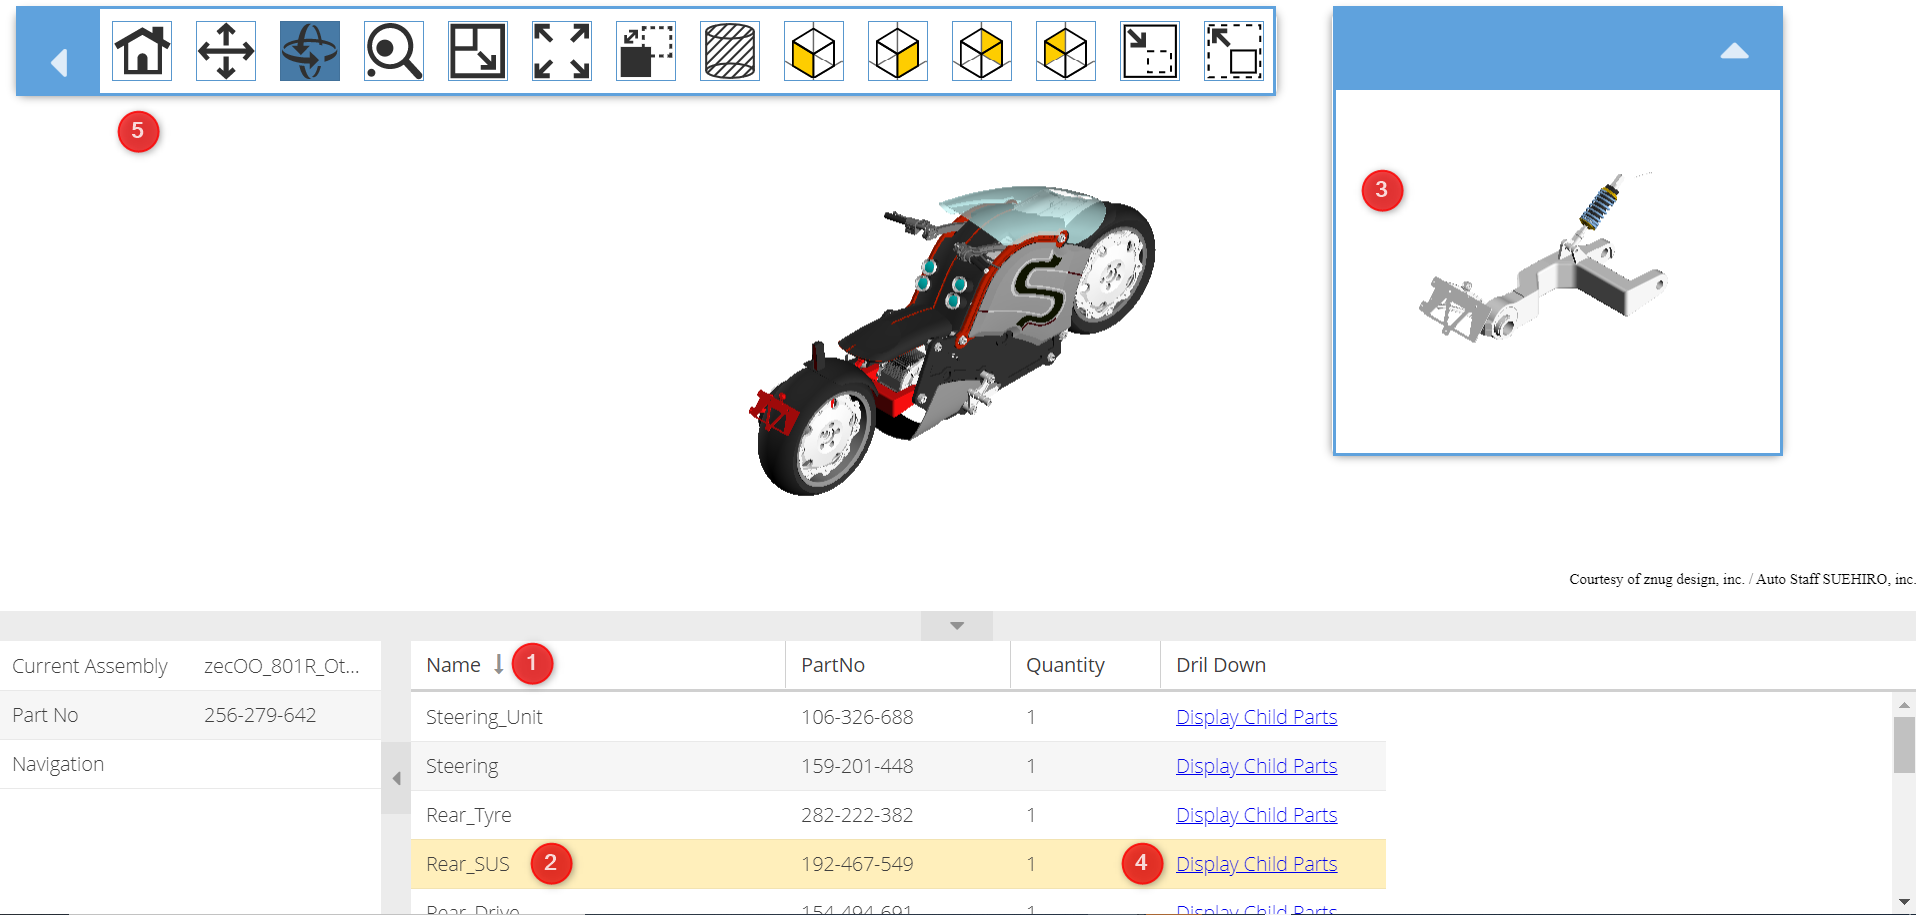 5
3
S
Courtesy of znug design, inc. / Auto Staff SUEHIRO, inc.
Current Assembly zecOO_801R_Ot...
Part No 256-279-642
Navigation
Name 1 PartNo Quantity Dril Down
Steering_Unit 106-326-688 1 Display Child Parts
Steering 159-201-448 1 Display Child Parts
Rear_Tyre 282-222-382 1 Display Child Parts
Rear_SUS 2 192-467-549 1 4 Display Child Parts
Rear_Drive 154-494-691 1 Display Child Parts